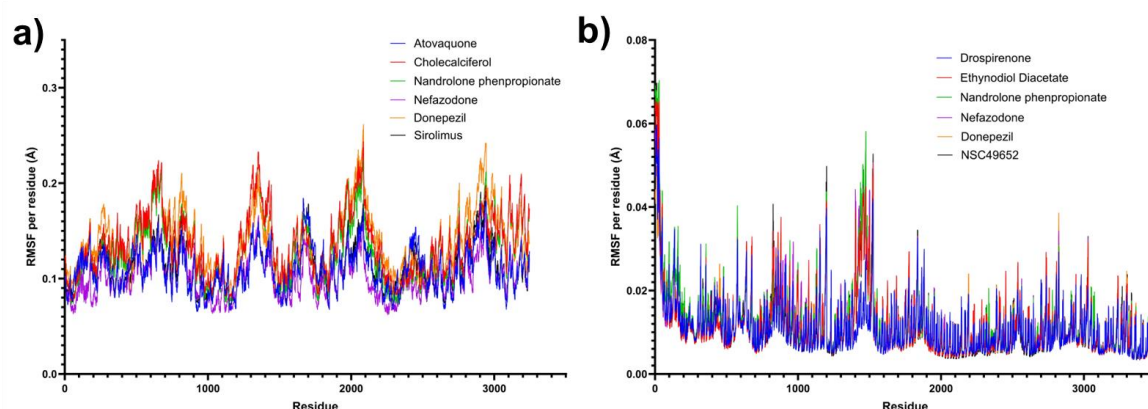 a)
RMSF per residue (Å)
0.3
0.2
0.1
0.0
0
1000
2000
3000
Residue
Atovaquone
Cholecalciferol
Nandrolone phenpropionate
Nefazodone
Donepezil
Sirolimus
b)
RMSF per residue (Å)
0.08
0.06
0.04
0.02
0.00
0
1000
2000
3000
Residue
Drospirenone
Ethynodiol Diacetate
Nandrolone phenpropionate
Nefazodone
Donepezil
NSC49652